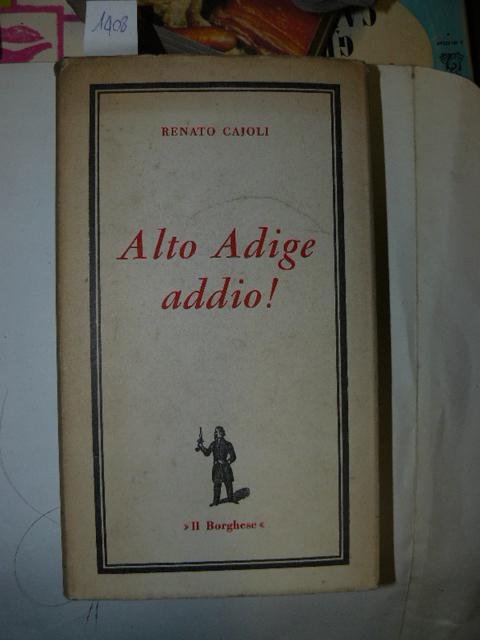 1408
RENATO CAJOLI
Alto Adige
addio!
»Il Borghese«